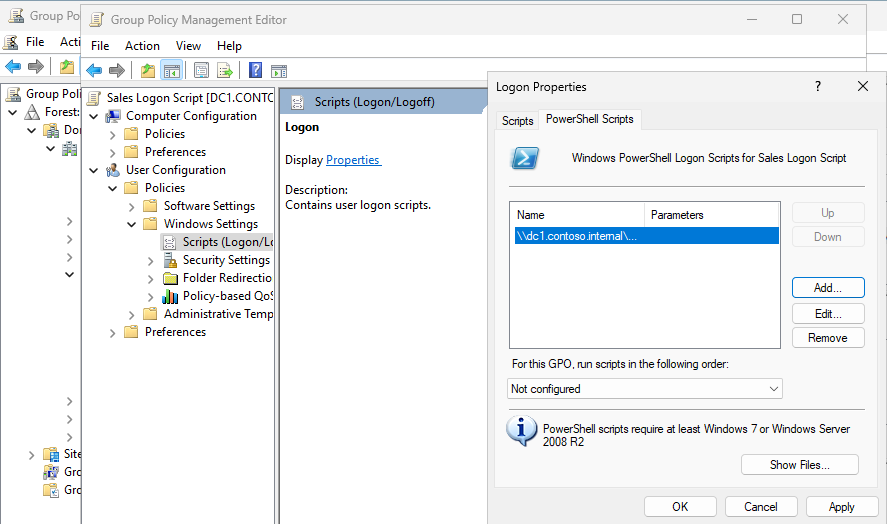 Group Po
Group Policy Management Editor
File Acti
File Action View Help
Group Poli
Forest:
Dor
Site
Gro
Gro
Sales Logon Script [DC1.CONTO
Computer Configuration
Policies
Preferences
User Configuration
Policies
Software Settings
Windows Settings
Scripts (Logon/Lo
Security Settings
Folder Redirectio
Policy-based QoS
Administrative Temp
Preferences
Scripts (Logon/Logoff)
Logon
Display Properties
Description:
Contains user logon scripts.
Logon Properties
?
Scripts PowerShell Scripts
Windows PowerShell Logon Scripts for Sales Logon Script
Name Parameters
\\dc1.contoso.internal\...
Up
Down
Add...
Edit...
Remove
For this GPO, run scripts in the following order:
Not configured
PowerShell scripts require at least Windows 7 or Windows Server
2008 R2
Show Files...
OK Cancel Apply